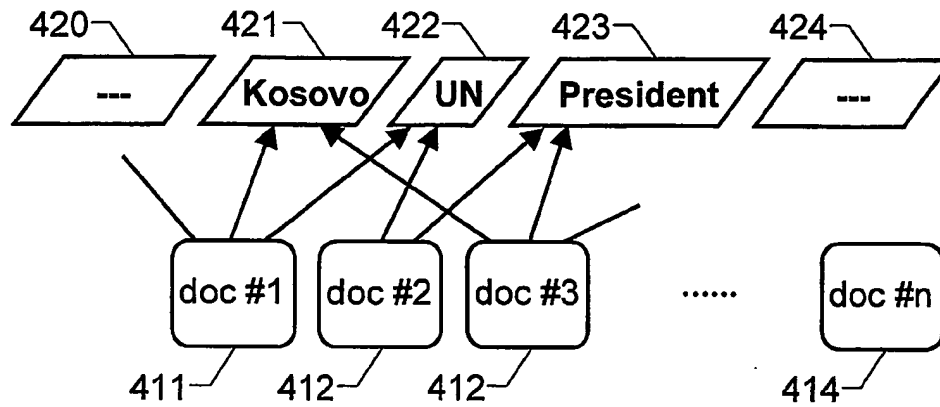 420 421 422 423 424
--- Kosovo UN President ---
doc #1 doc #2 doc #3 ...... doc #n
411 412 412 414